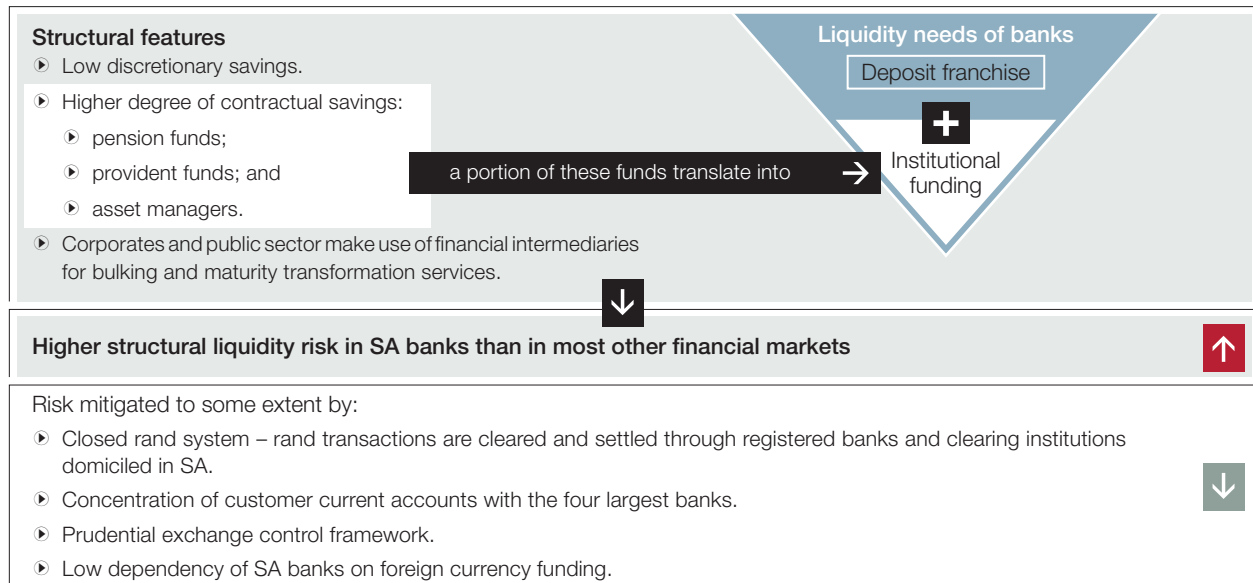 Structural features
Low discretionary savings.
Higher degree of contractual savings:
pension funds;
provident funds; and
asset managers.
Corporates and public sector make use of financial intermediaries
for bulking and maturity transformation services.
a portion of these funds translate into
Liquidity needs of banks
Deposit franchise
Institutional
funding
Higher structural liquidity risk in SA banks than in most other financial markets
Risk mitigated to some extent by:
Closed rand system – rand transactions are cleared and settled through registered banks and clearing institutions
domiciled in SA.
Concentration of customer current accounts with the four largest banks.
Prudential exchange control framework.
Low dependency of SA banks on foreign currency funding.